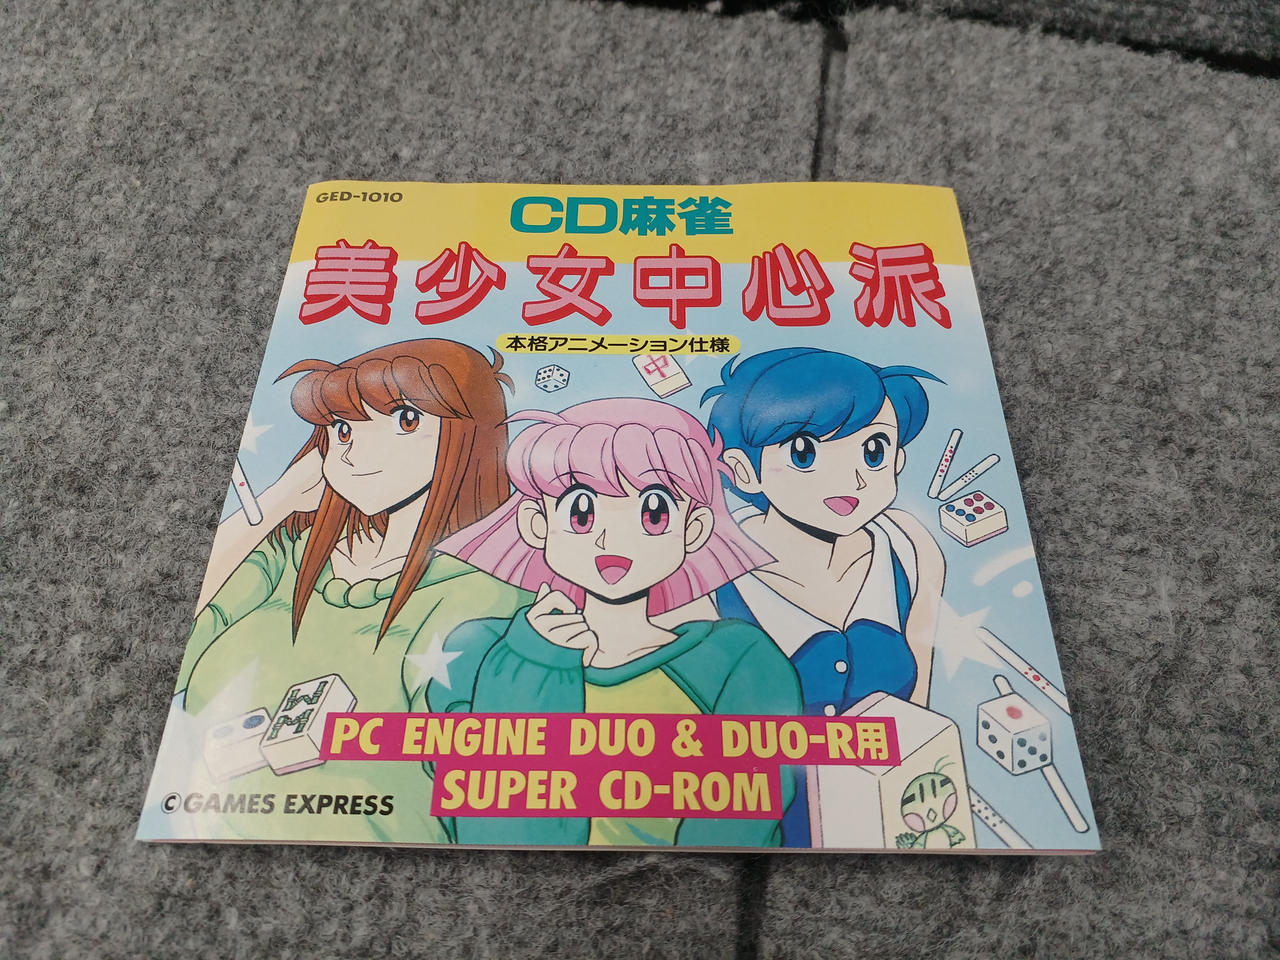 GED-1010
CD麻雀
美少女中心派
本格アニメーション仕様
中
PC ENGINE DUO & DUO-R用
SUPER CD-ROM
©GAMES EXPRESS